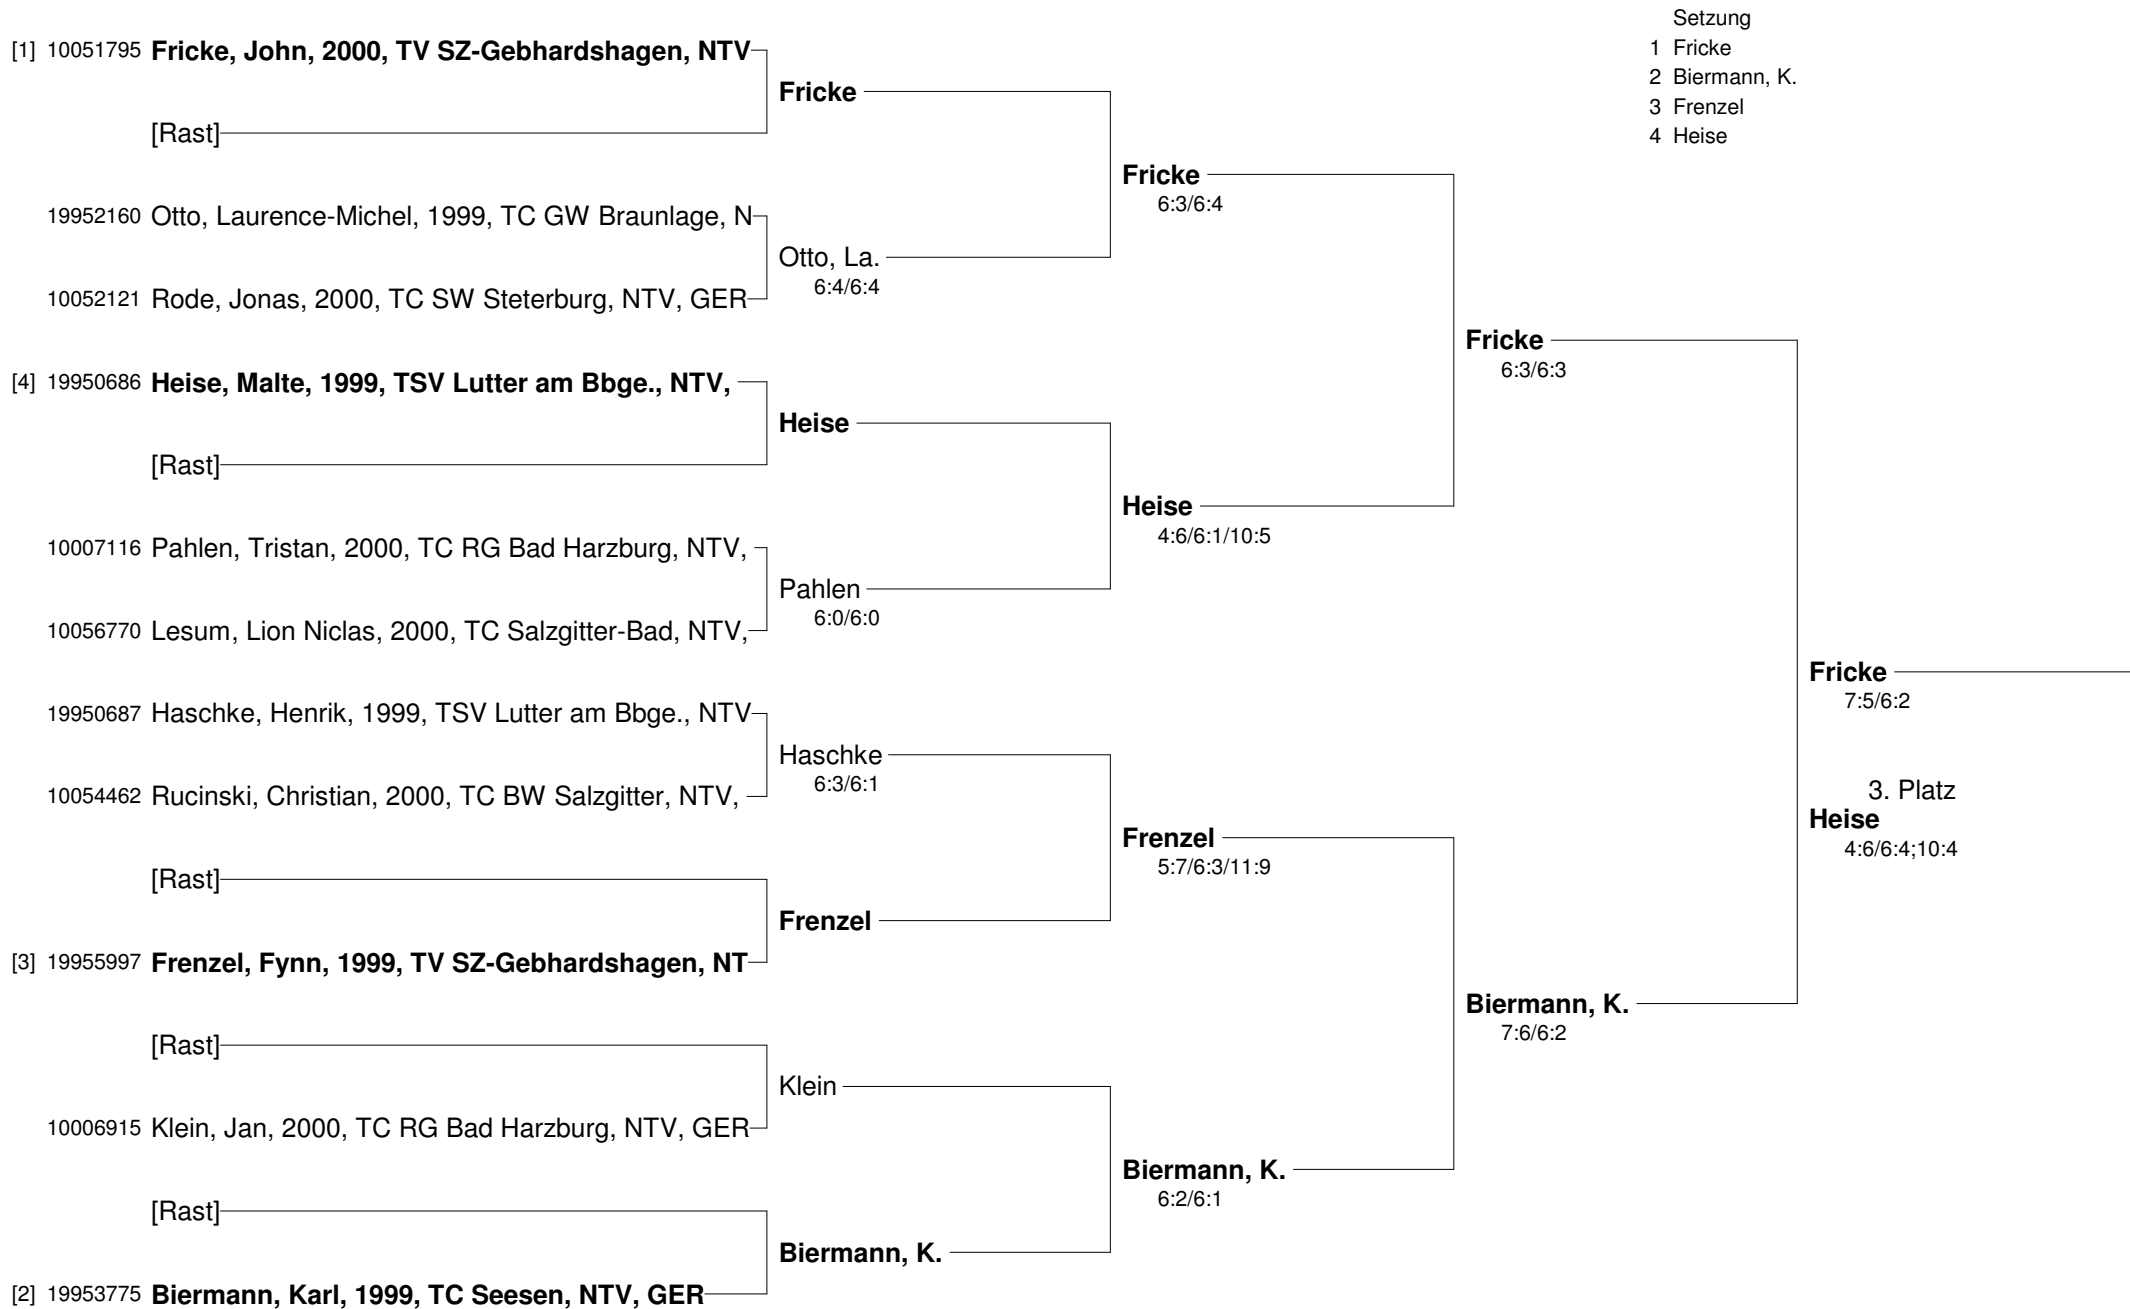 Setzung
1 Fricke
2 Biermann, K.
3 Frenzel
4 Heise
[1] 10051795 Fricke, John, 2000, TV SZ-Gebhardshagen, NTV
Fricke
[Rast]
Fricke
6:3/6:4
19952160 Otto, Laurence-Michel, 1999, TC GW Braunlage, N
Otto, La.
6:4/6:4
10052121 Rode, Jonas, 2000, TC SW Steterburg, NTV, GER
Fricke
6:3/6:3
[4] 19950686 Heise, Malte, 1999, TSV Lutter am Bbge., NTV,
Heise
[Rast]
Heise
4:6/6:1/10:5
10007116 Pahlen, Tristan, 2000, TC RG Bad Harzburg, NTV,
Pahlen
6:0/6:0
10056770 Lesum, Lion Niclas, 2000, TC Salzgitter-Bad, NTV,
Fricke
7:5/6:2
19950687 Haschke, Henrik, 1999, TSV Lutter am Bbge., NTV
Haschke
6:3/6:1
3. Platz
Heise
4:6/6:4;10:4
10054462 Rucinski, Christian, 2000, TC BW Salzgitter, NTV,
Frenzel
5:7/6:3/11:9
[Rast]
Frenzel
[3] 19955997 Frenzel, Fynn, 1999, TV SZ-Gebhardshagen, NT
Biermann, K.
7:6/6:2
[Rast]
Klein
10006915 Klein, Jan, 2000, TC RG Bad Harzburg, NTV, GER
Biermann, K.
6:2/6:1
[Rast]
Biermann, K.
[2] 19953775 Biermann, Karl, 1999, TC Seesen, NTV, GER